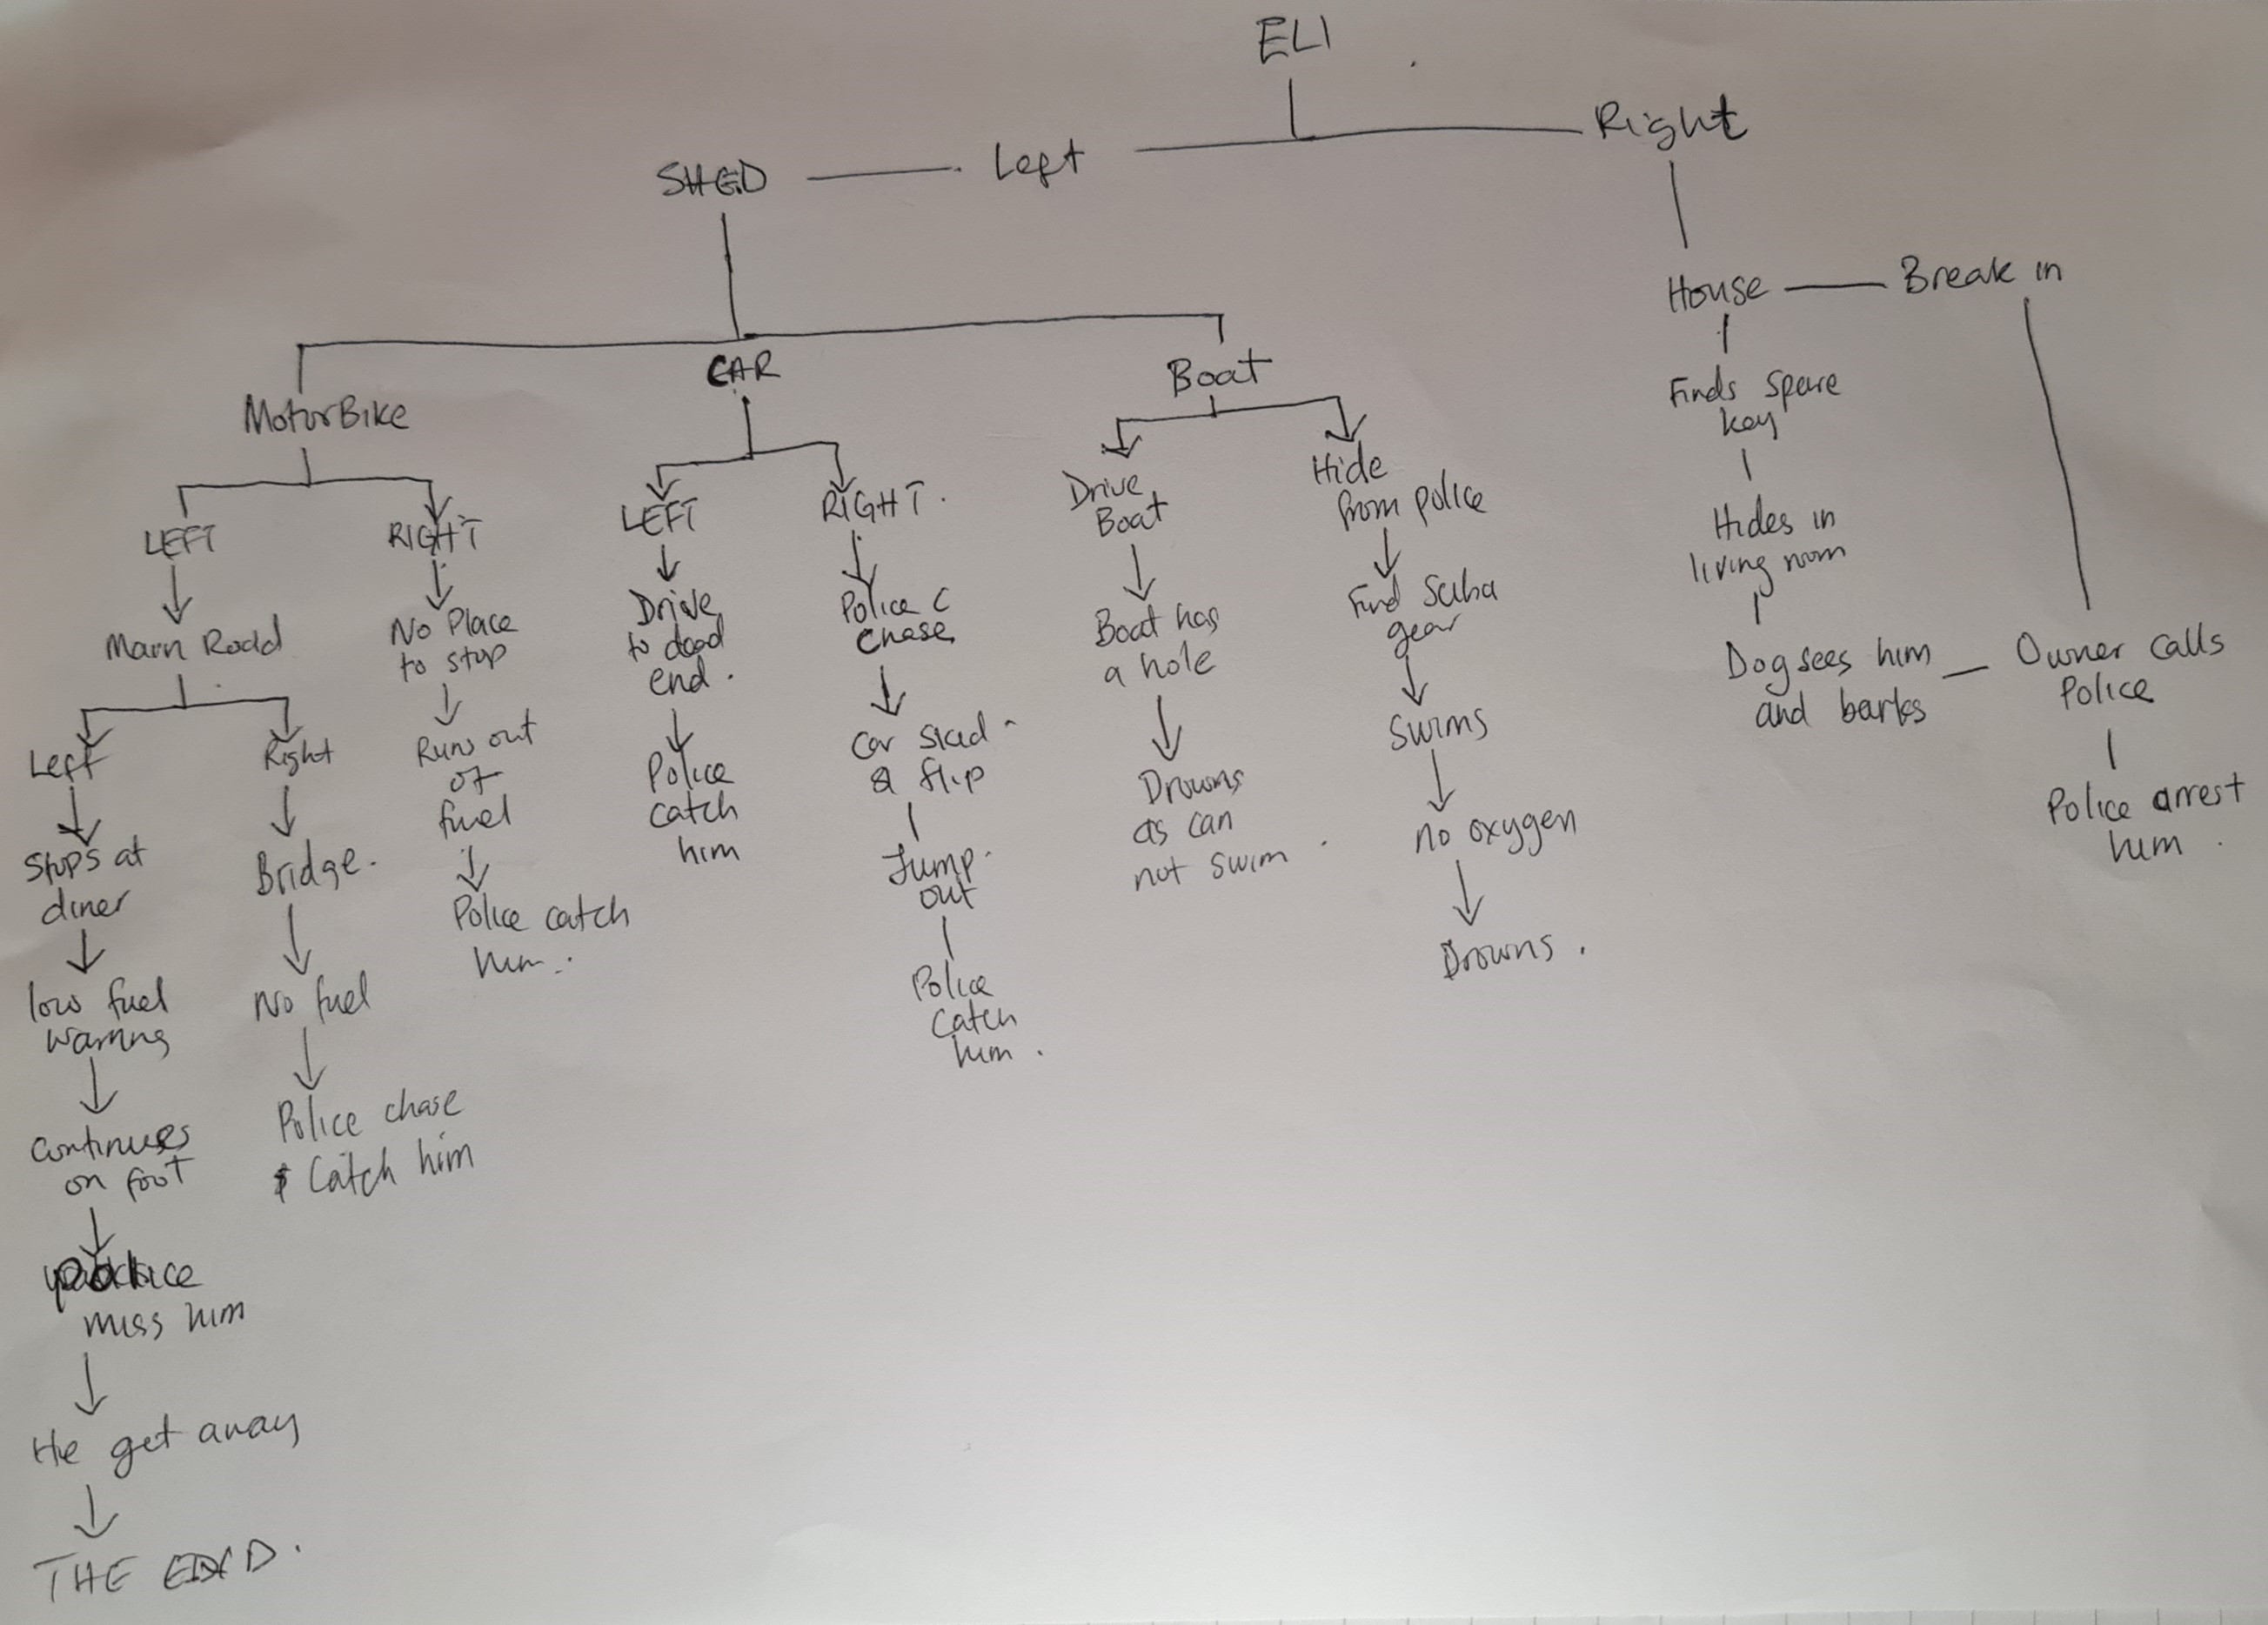 ELI
Right
Left
SHED
House
Break in
Finds spare
key
Hides in
living room
Dog sees him
and barks
Owner calls
Police
Police arrest
him.
MotorBike
CAR
Boat
LEFT
RIGHT
Main Road
No Place
to stop
Runs out
of
fuel
Police catch
him.
Left
Right
Stops at
diner
low fuel
warning
Continues
on foot
police
miss him
He get away
THE END.
Bridge.
No fuel
Police chase
& Catch him
LEFT
RIGHT.
Drive
to dead
end.
Police
catch
him
Police c
chase
Car skid
& flip
Jump
out
Police
Catch
him.
Drive
Boat
Boat has
a hole
Drowns
as can
not swim.
Hide
from police
Find Scuba
gear
Swims
no oxygen
Drowns.